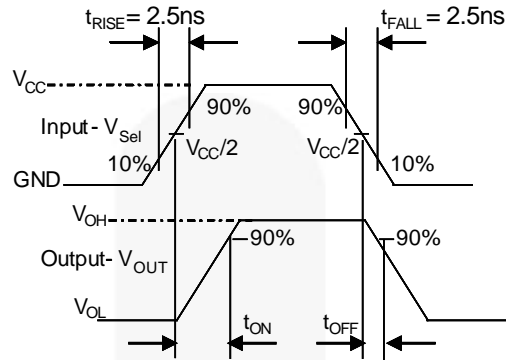 tRISE = 2.5ns
tFALL = 2.5ns
VCC
90%
90%
Input- VSel
VCC/2
VCC/2
10%
10%
GND
VOH
90%
90%
Output- VOUT
VOL
tON
tOFF